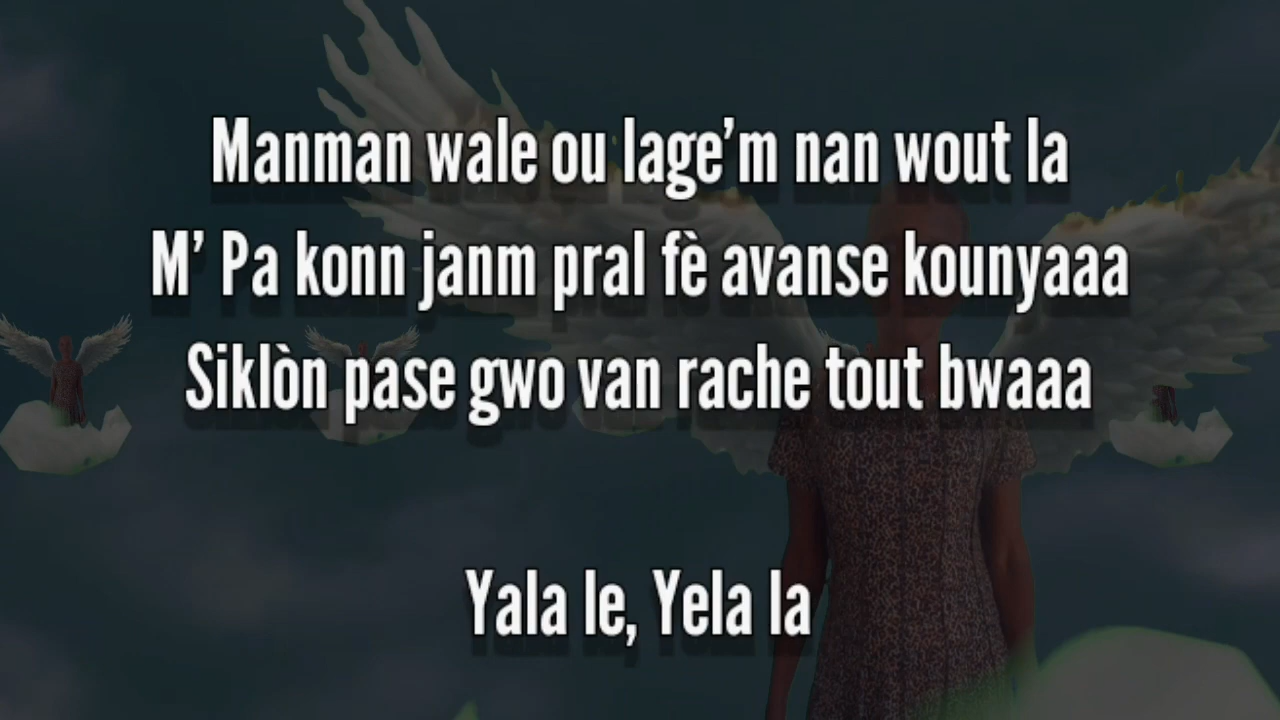 Manman wale ou lage’m nan wout la
M’ Pa konn janm pral fè avanse kounyaaa
Siklòn pase gwo van rache tout bwaaa
Yala le, Yela la